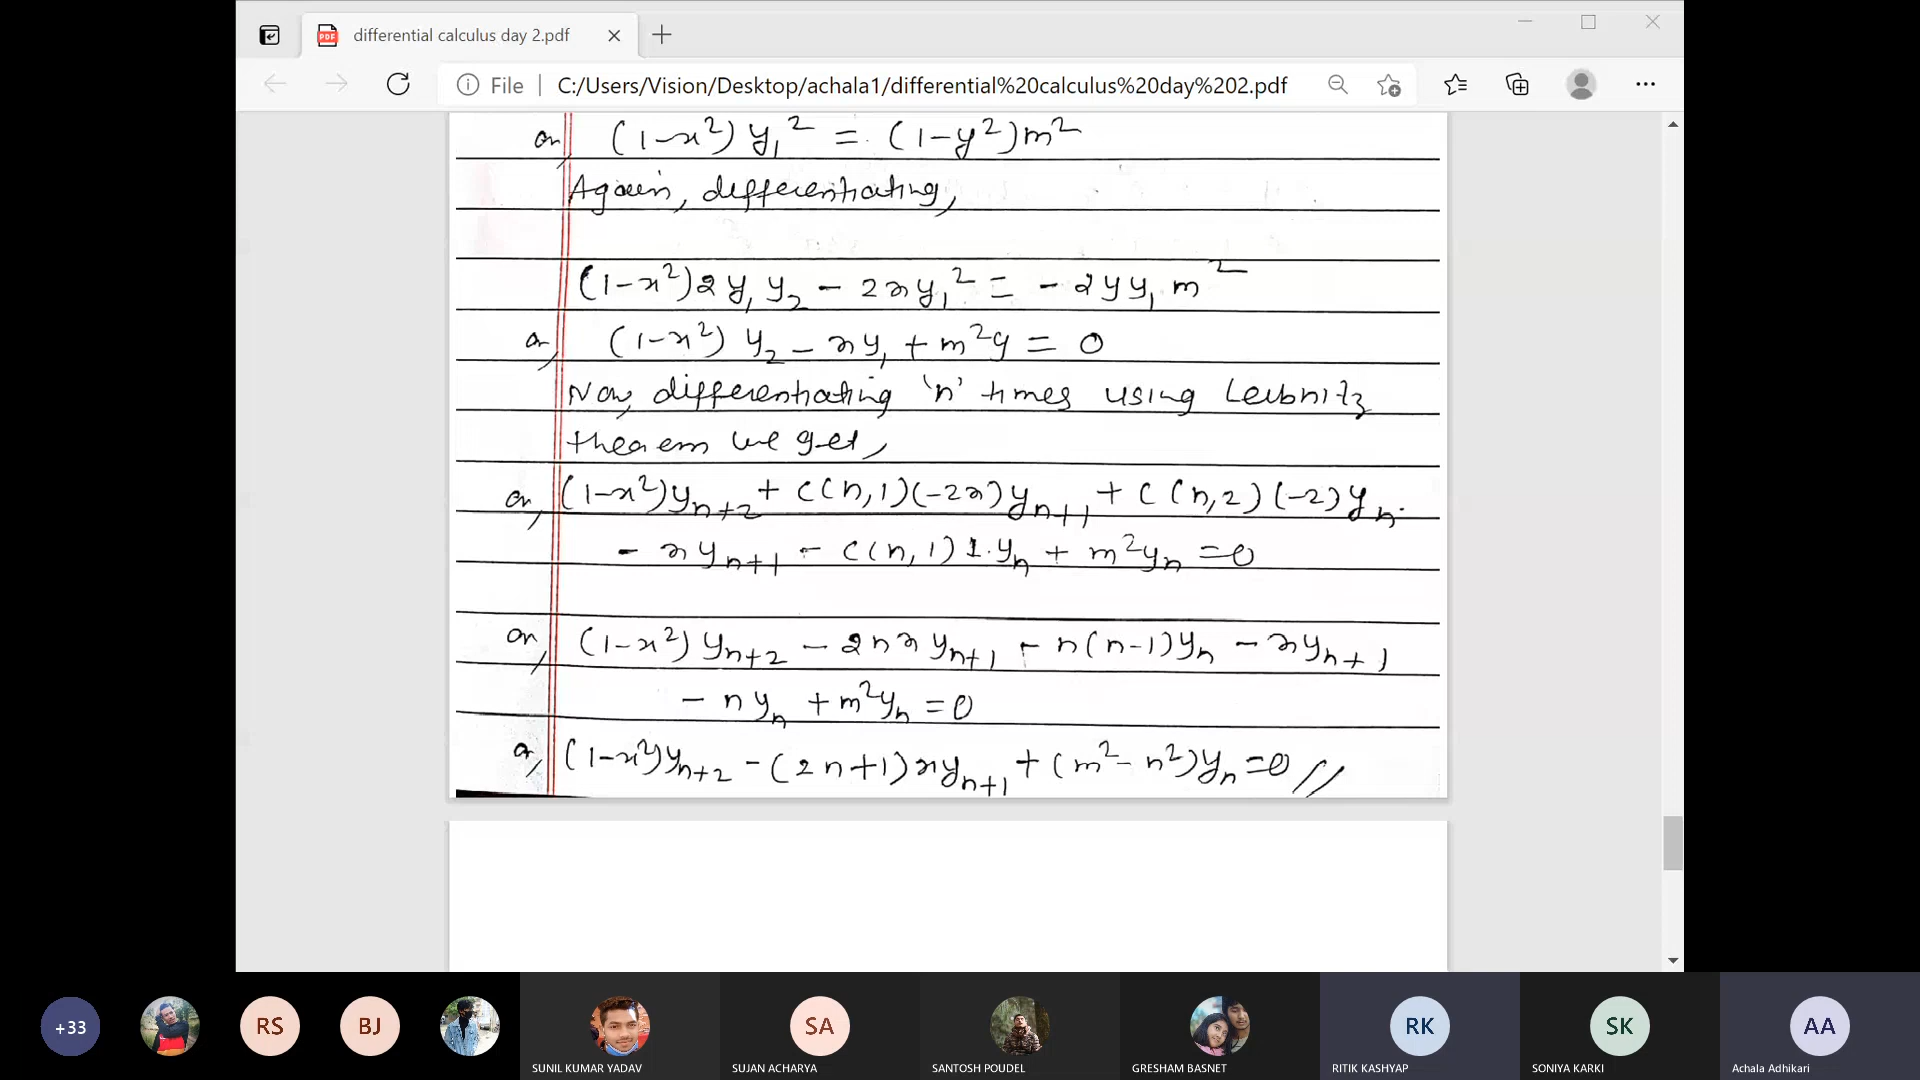 differential calculus day 2.pdf
File | C:/Users/Vision/Desktop/achala1/differential%20calculus%20day%202.pdf
or, (1-x²) y₁² = (1-y²)m²
Again, differentiating,
(1-x²)2y₁y₂ - 2xy₁² = - 2yy₁m²
or, (1-x²) y₂ - xy₁ + m²y = 0
Now, differentiating 'n' times using Leibnitz
theorem we get,
or, (1-x²)yₙ₊₂ + C(n,1)(-2x)yₙ₊₁ + C(n,2)(-2)yₙ
- xyₙ₊₁ - C(n,1)1.yₙ + m²yₙ = 0
or, (1-x²)yₙ₊₂ - 2nxyₙ₊₁ - n(n-1)yₙ - xyₙ₊₁
- nyₙ + m²yₙ = 0
or, (1-x²)yₙ₊₂ - (2n+1)xyₙ₊₁ + (m²-n²)yₙ = 0 //
+33 RS BJ SA RK SK AA
SUNIL KUMAR YADAV SUJAN ACHARYA SANTOSH POUDEL GRESHAM BASNET RITIK KASHYAP SONIYA KARKI Achala Adhikari